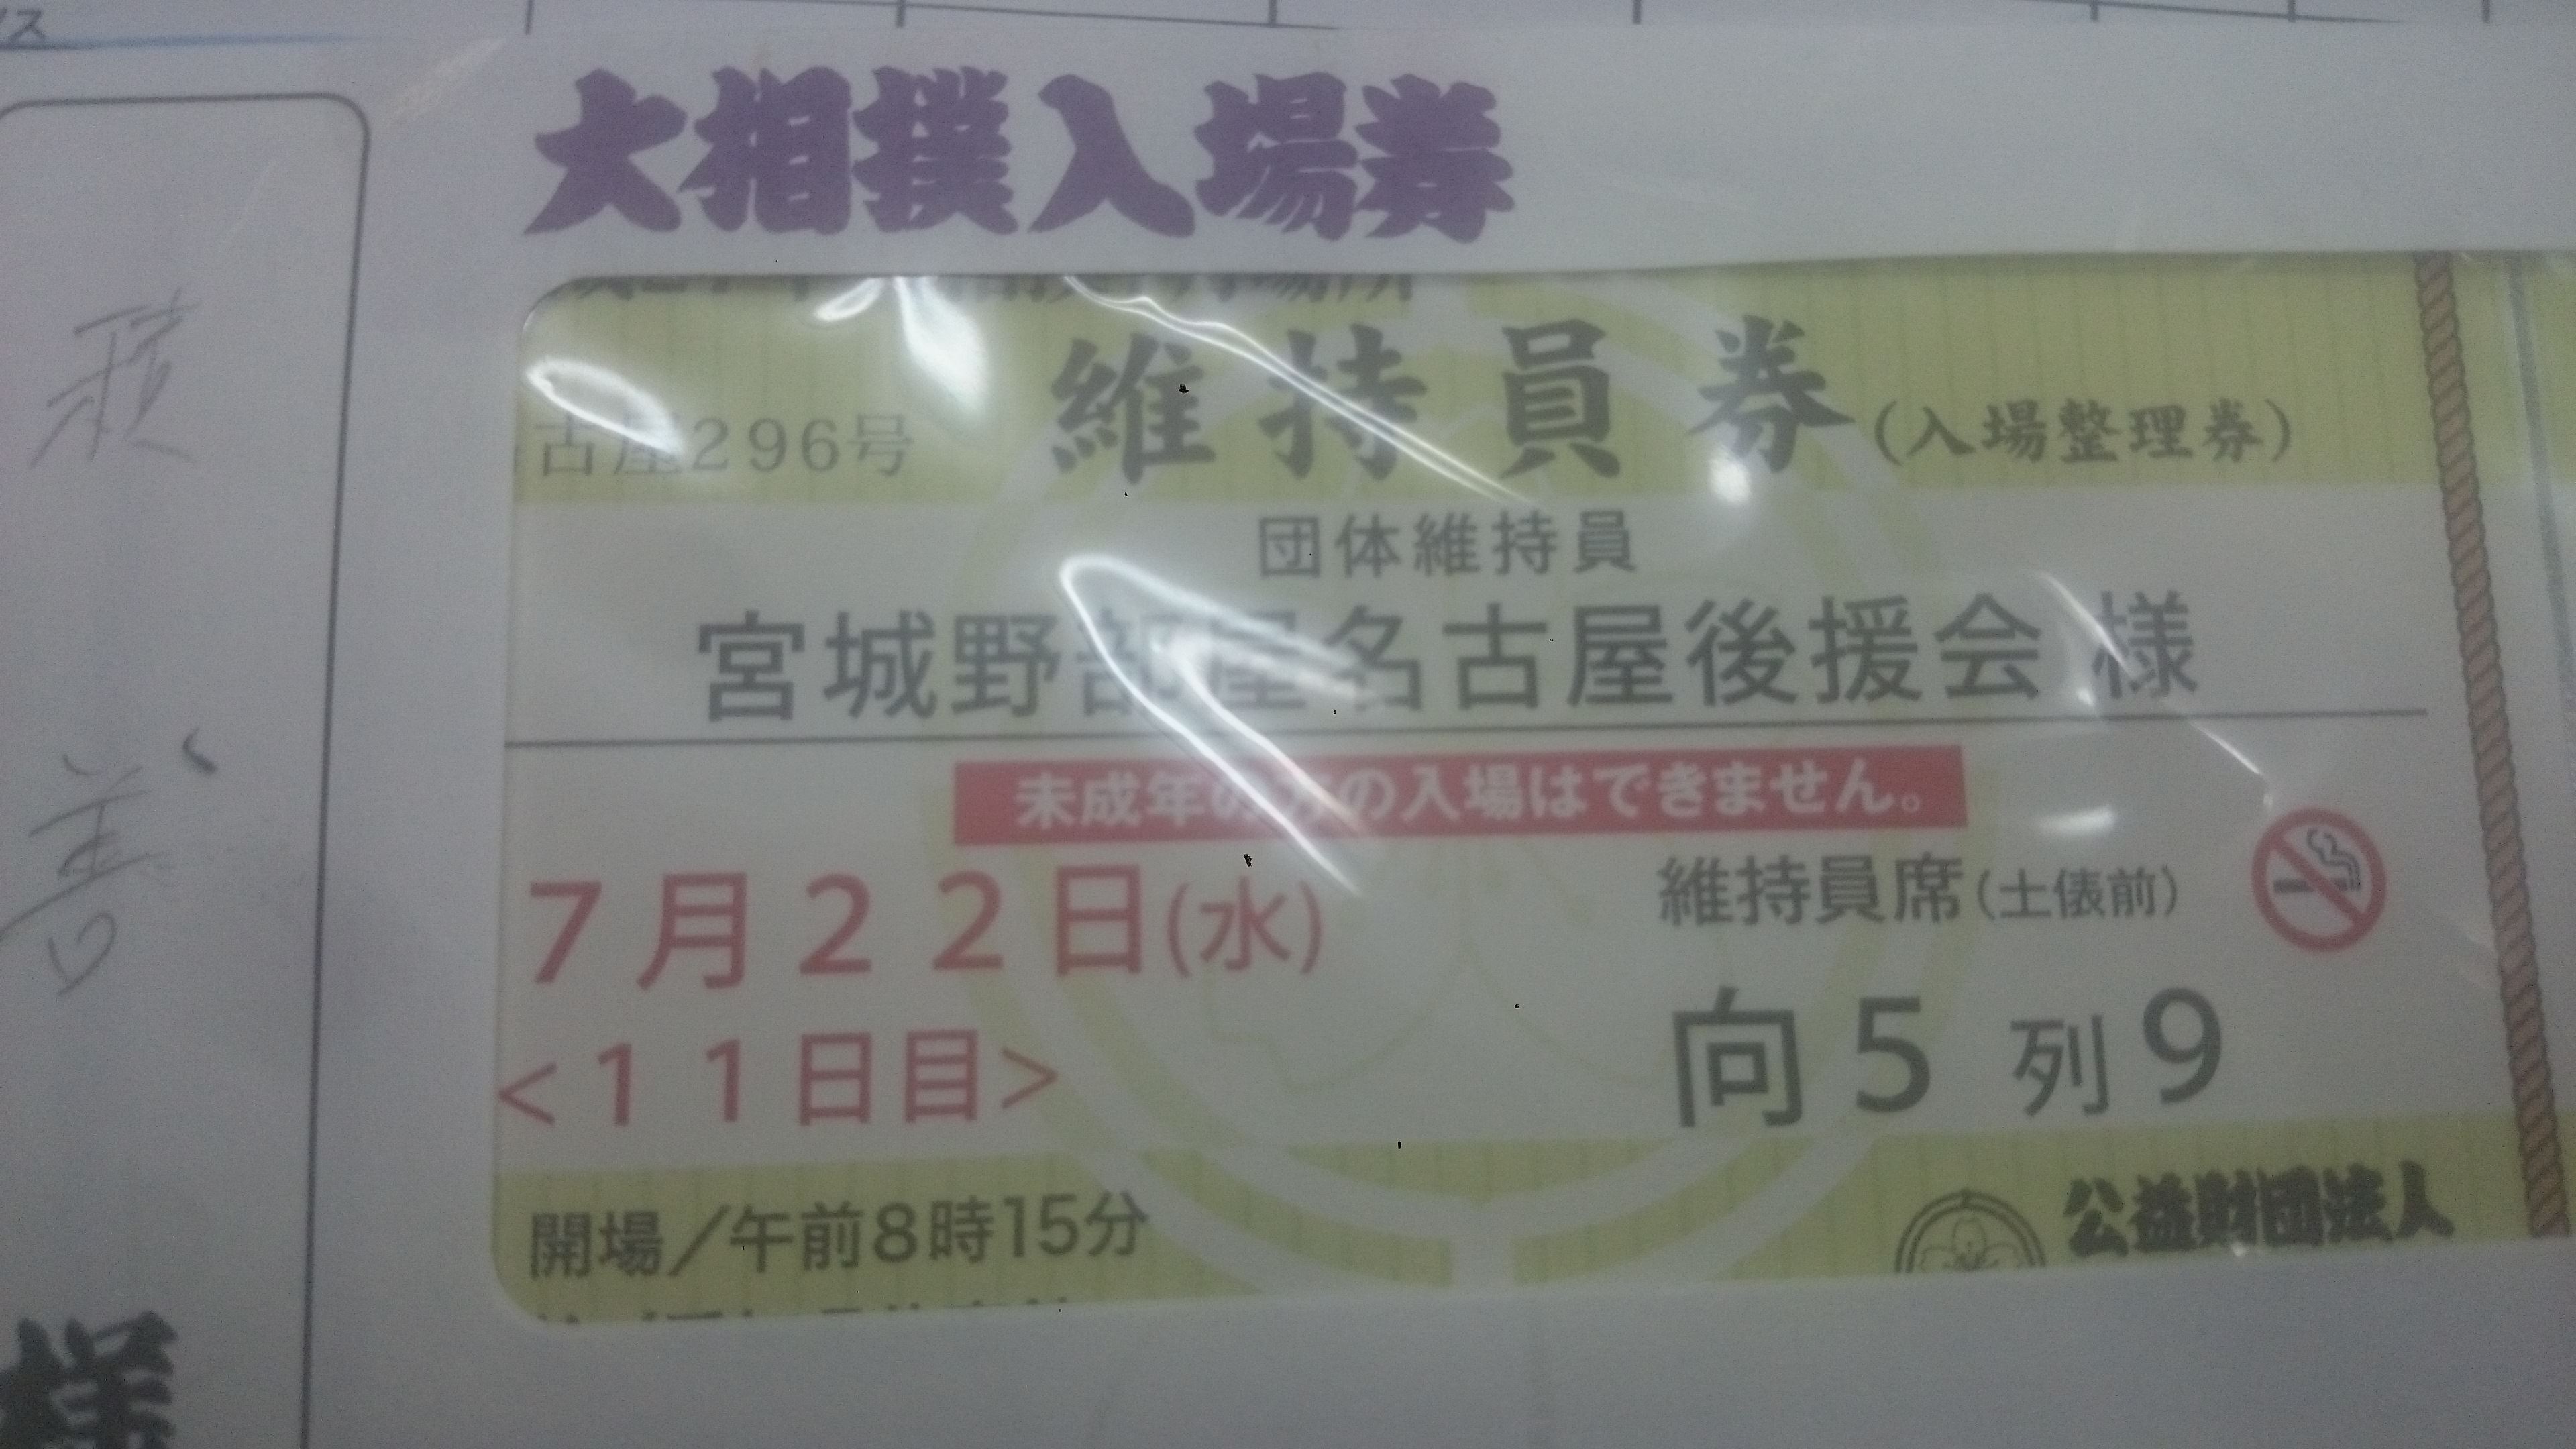 ス
大相撲入場券
維持員券(入場整理券)
古屋296号
団体維持員
宮城野部屋名古屋後援会 様
未成年の方の入場はできません。
7月22日(水)
<11日目>
維持員席(土俵前)
向5列9
開場/午前8時15分
公益財団法人
様